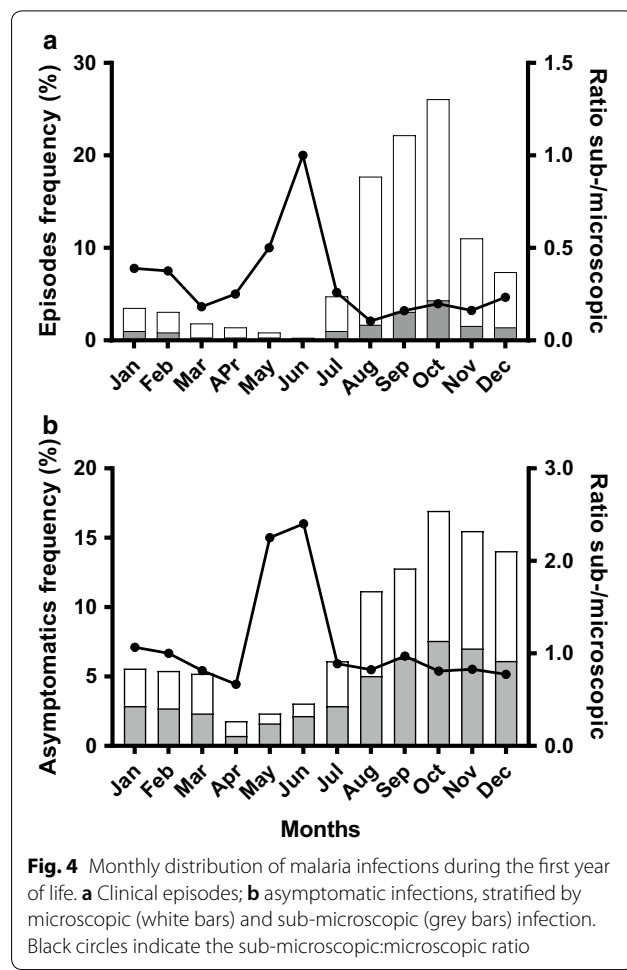 a
Episodes frequency (%)
30
20
10
0
1.5
1.0
0.5
0.0
Ratio sub-/microscopic
Jan Feb Mar APr May Jun Jul Aug Sep Oct Nov Dec
b
Asymptomatics frequency (%)
20
15
10
5
0
3.0
2.0
1.0
0.0
Ratio sub-/microscopic
Jan Feb Mar Apr May Jun Jul Aug Sep Oct Nov Dec
Months
Fig. 4 Monthly distribution of malaria infections during the first year
of life. a Clinical episodes; b asymptomatic infections, stratified by
microscopic (white bars) and sub-microscopic (grey bars) infection.
Black circles indicate the sub-microscopic:microscopic ratio